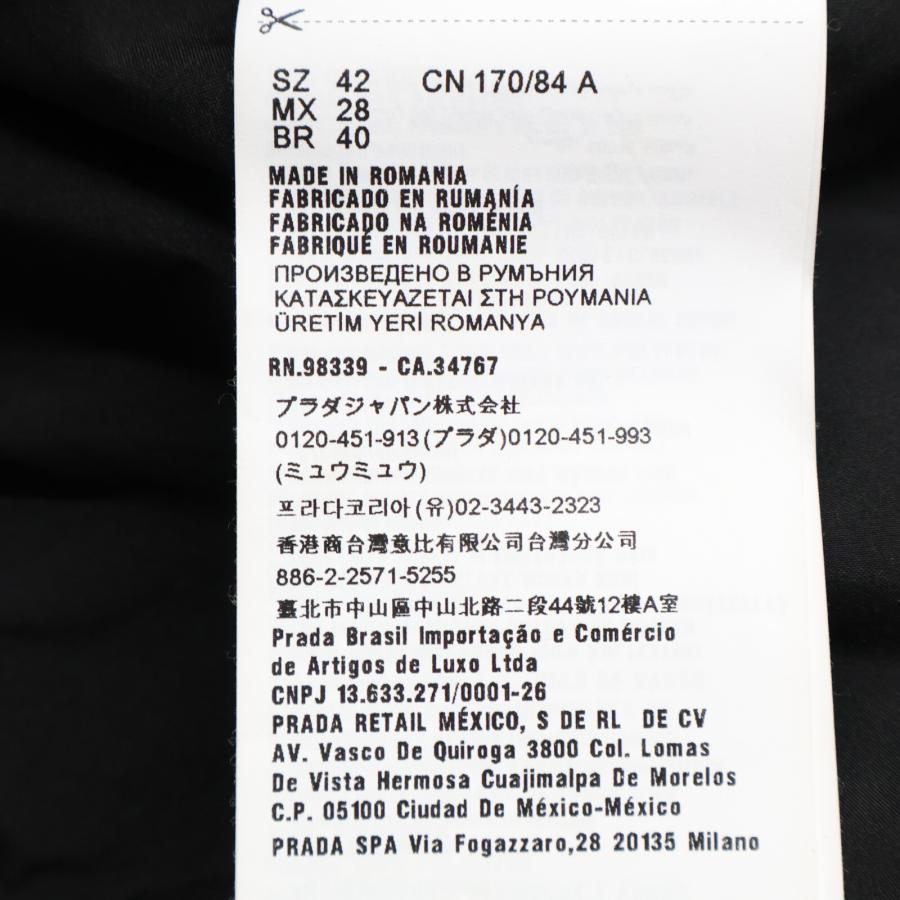 SZ 42 CN 170/84 A
MX 28
BR 40
MADE IN ROMANIA
FABRICADO EN RUMANÍA
FABRICADO NA ROMÉNIA
FABRIQUÉ EN ROUMANIE
ПРОИЗВЕДЕНО В РУМЪНИЯ
ΚΑΤΑΣΚΕΥΑΖΕΤΑΙ ΣΤΗ ΡΟΥΜΑΝΙΑ
ÜRETİM YERİ ROMANYA
RN.98339 - CA.34767
プラダジャパン株式会社
0120-451-913(プラダ)0120-451-993
(ミュウミュウ)
프라다코리아(유)02-3443-2323
香港商台灣意比有限公司台灣分公司
886-2-2571-5255
臺北市中山區中山北路二段44號12樓A室
Prada Brasil Importação e Comércio
de Artigos de Luxo Ltda
CNPJ 13.633.271/0001-26
PRADA RETAIL MÉXICO, S DE RL DE CV
AV. Vasco De Quiroga 3800 Col. Lomas
De Vista Hermosa Cuajimalpa De Morelos
C.P. 05100 Ciudad De México-México
PRADA SPA Via Fogazzaro,28 20135 Milano